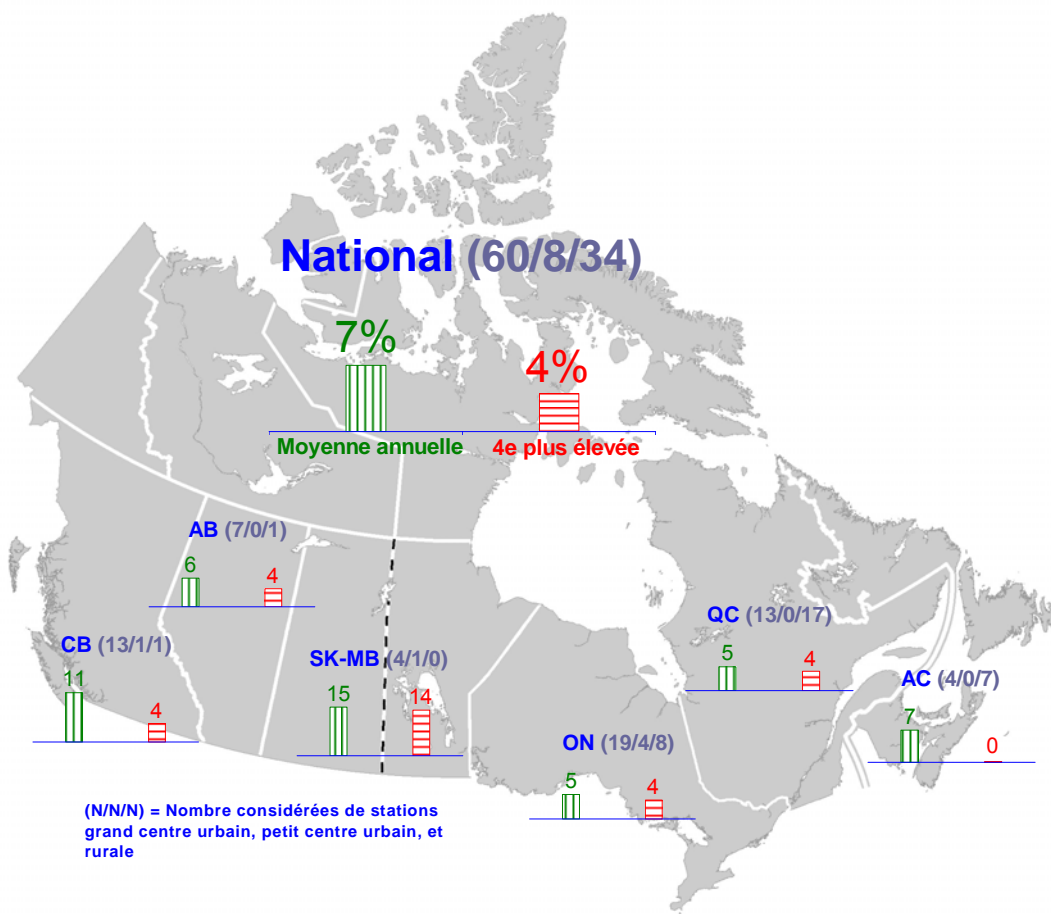 National (60/8/34)
7%
4%
Moyenne annuelle
4e plus élevée
AB (7/0/1)
6
4
CB (13/1/1)
11
4
SK-MB (4/1/0)
15
14
QC (13/0/17)
5
4
AC (4/0/7)
7
0
ON (19/4/8)
5
4
(N/N/N) = Nombre considérées de stations
grand centre urbain, petit centre urbain, et
rurale